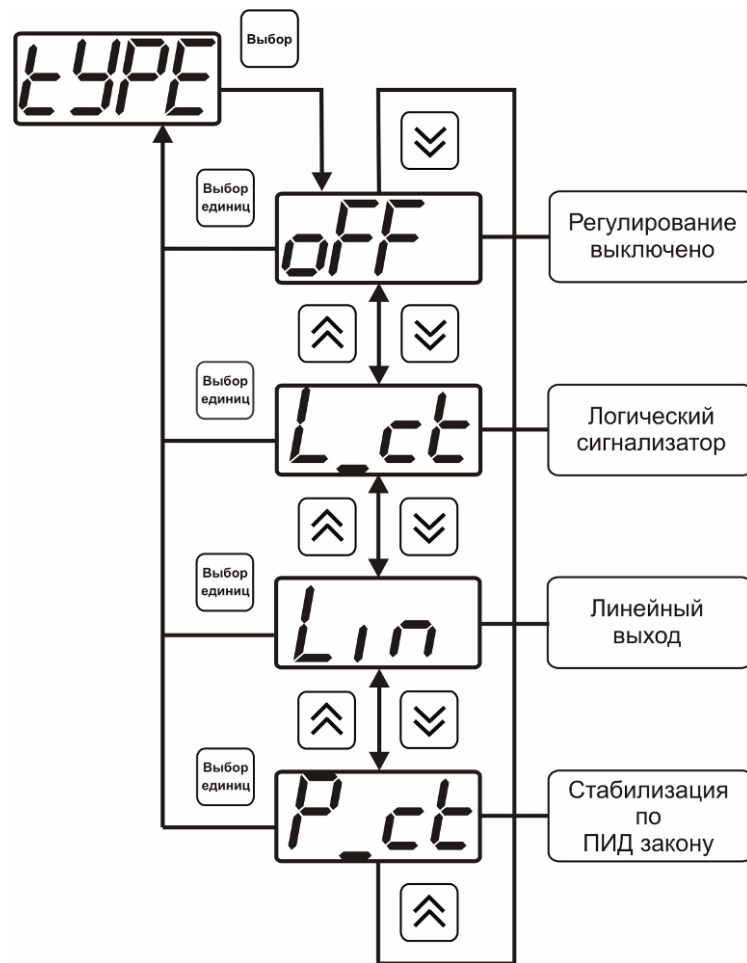 tYPE
Выбор
Выбор
единиц
oFF
Регулирование
выключено
Выбор
единиц
L_ct
Логический
сигнализатор
Выбор
единиц
Lin
Линейный
выход
Выбор
единиц
P_ct
Стабилизация
по
ПИД закону